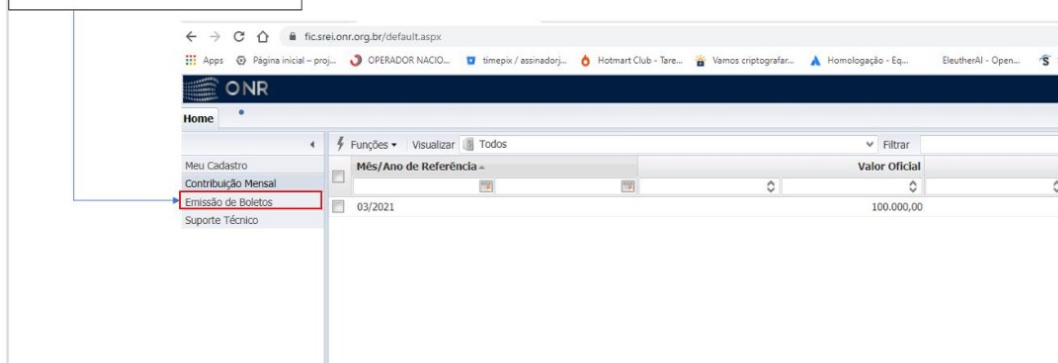 fic.srei.onr.org.br/default.aspx
Apps Página inicial – proj... OPERADOR NACIO... timepix / assinadorj... Hotmart Club - Tare... Vamos criptografar... Homologação - Eq... EleutherAI - Open...
ONR
Home
Funções Visualizar Todos Filtrar
Meu Cadastro
Contribuição Mensal
Emissão de Boletos
Suporte Técnico
Mês/Ano de Referência Valor Oficial
03/2021 100.000,00